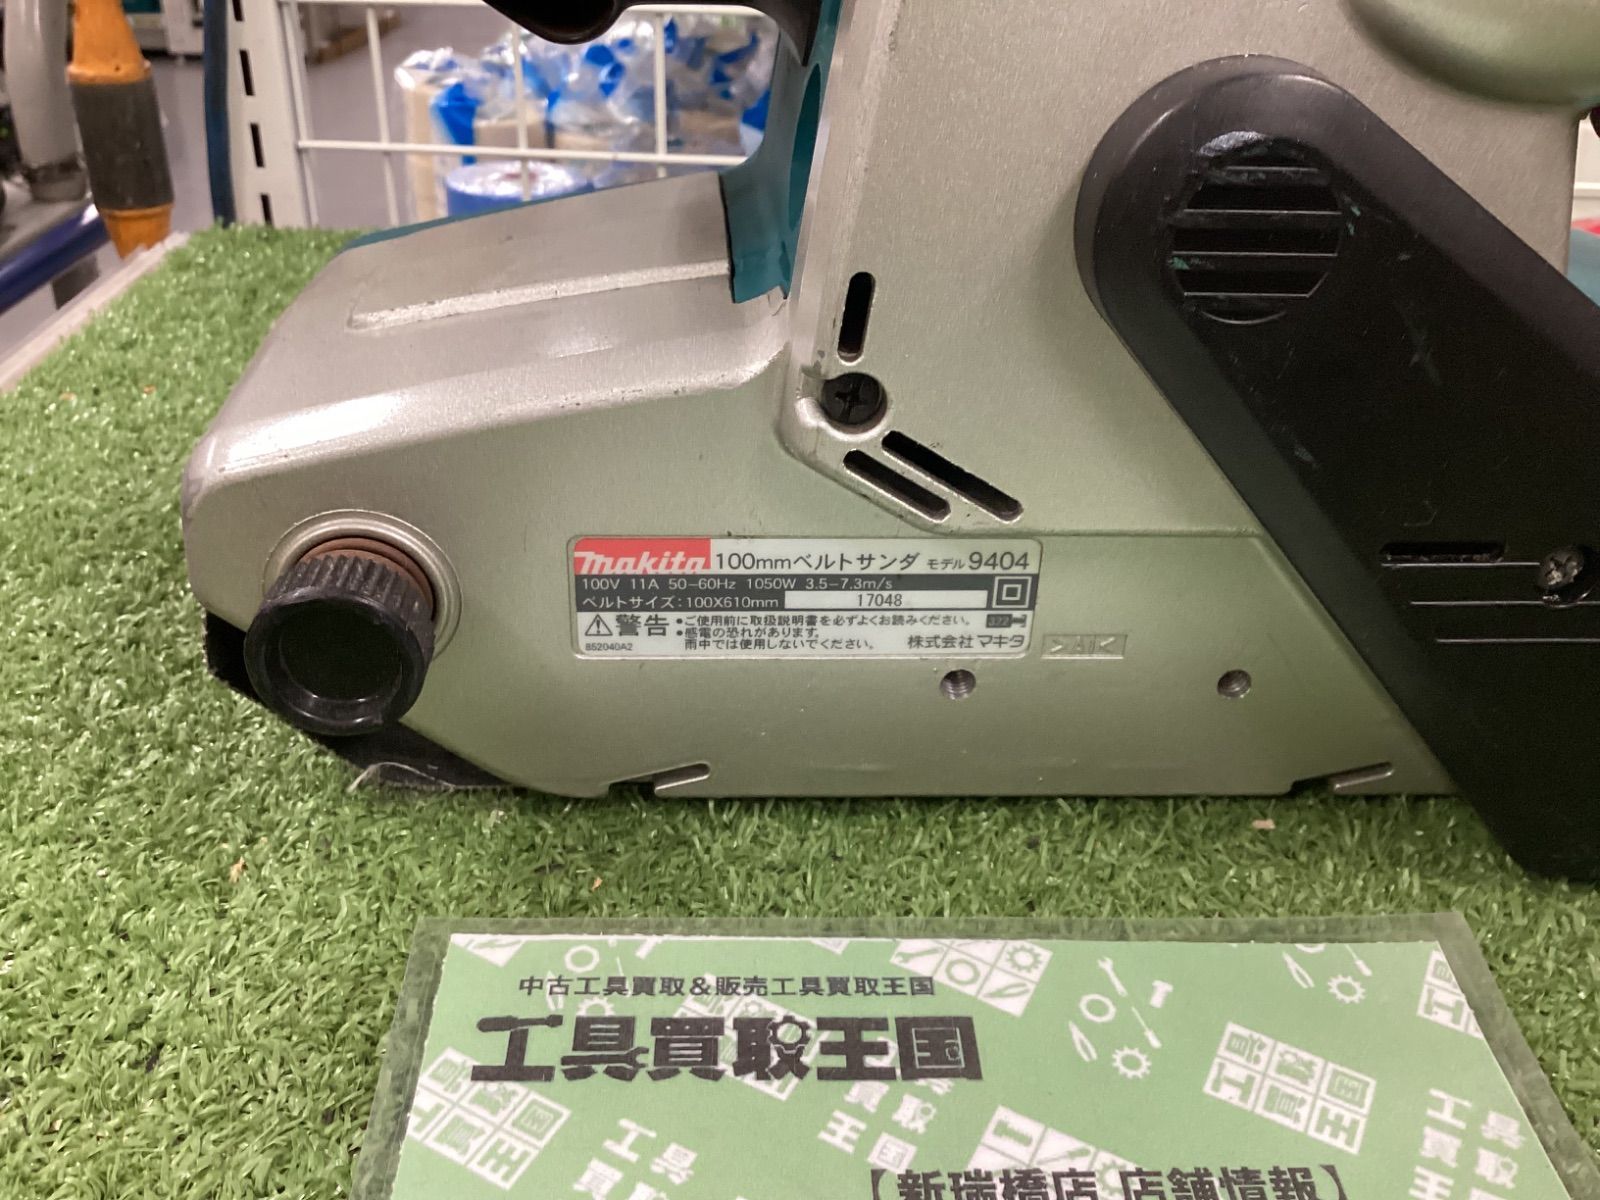 makita 100mmベルトサンダ モデル 9404
100V 11A 50-60Hz 1050W 3.5-7.3m/s
ベルトサイズ:100X610mm 17048
⚠警告 •ご使用前に取扱説明書を必ずよくお読みください。
•感電の恐れがあります。
雨中では使用しないでください。
852040A2
株式会社 マキタ
>Al<
中古工具買取&販売工具買取王国
工具買取王国
【新瑞橋店 店舗情報】